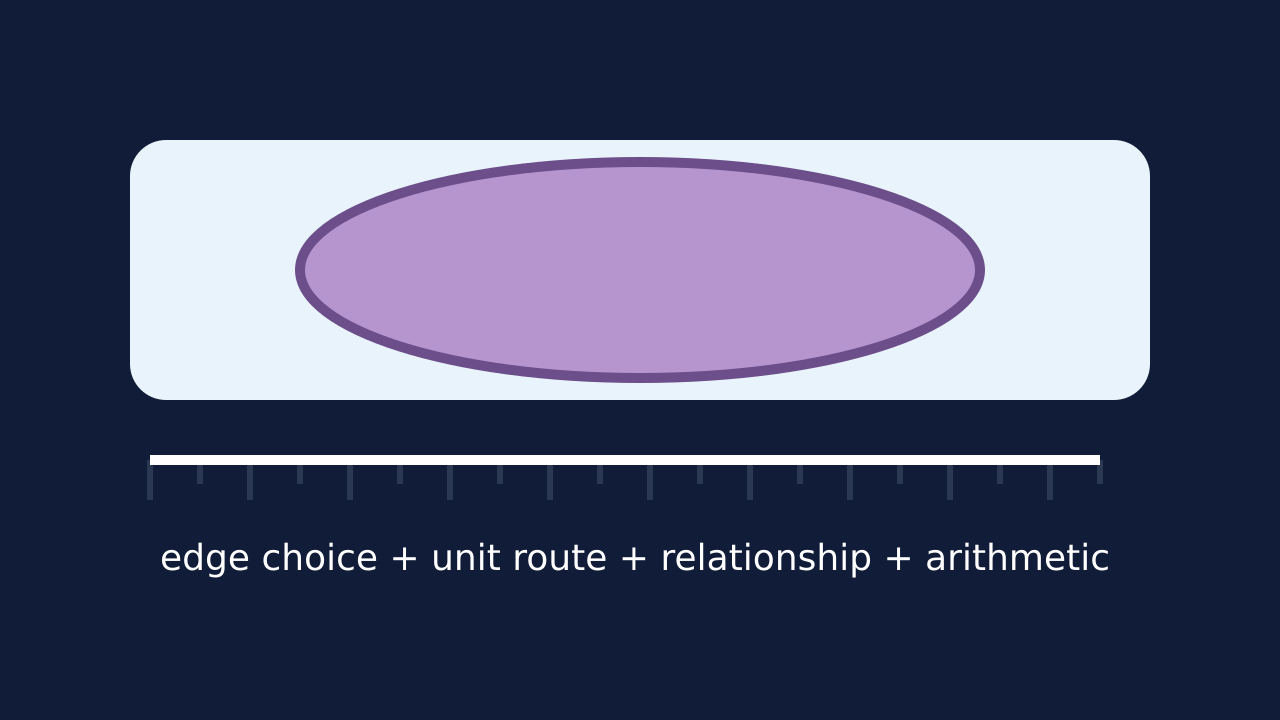 edge choice + unit route + relationship + arithmetic